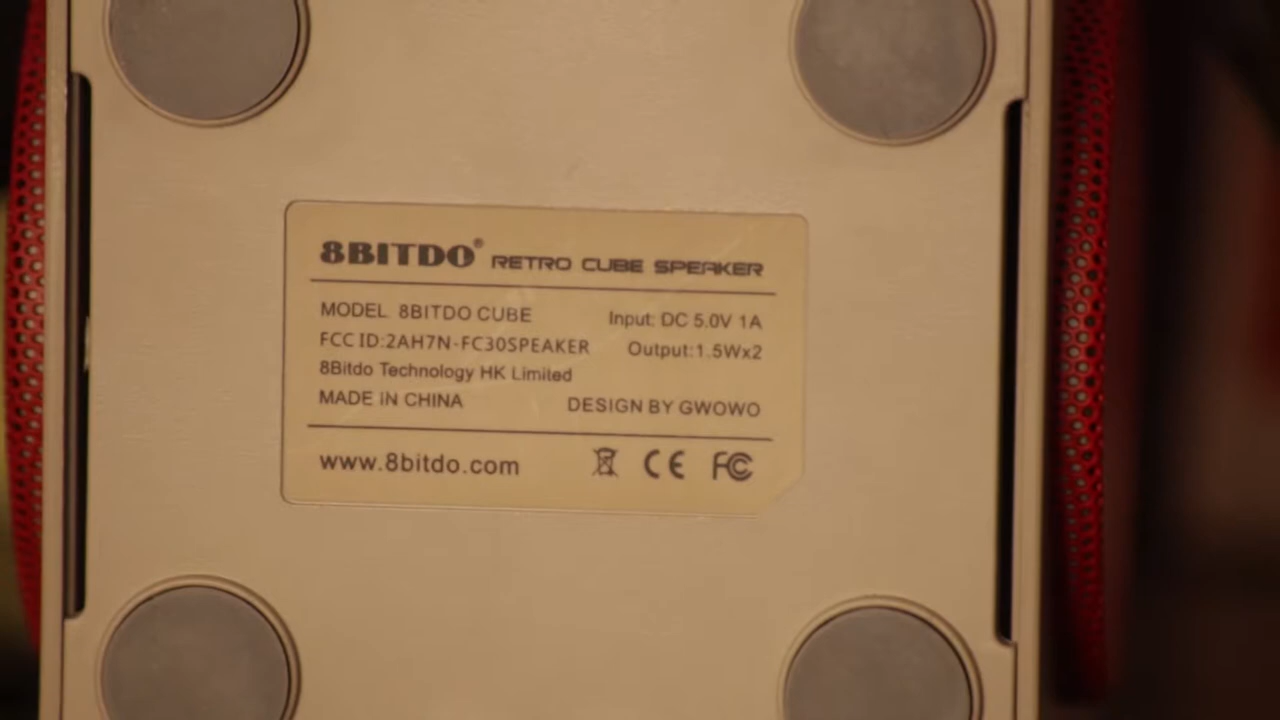 8BITDO® RETRO CUBE SPEAKER
MODEL 8BITDO CUBE Input: DC 5.0V 1A
FCC ID:2AH7N-FC30SPEAKER Output:1.5Wx2
8Bitdo Technology HK Limited
MADE IN CHINA DESIGN BY GWOWO
www.8bitdo.com CE FC